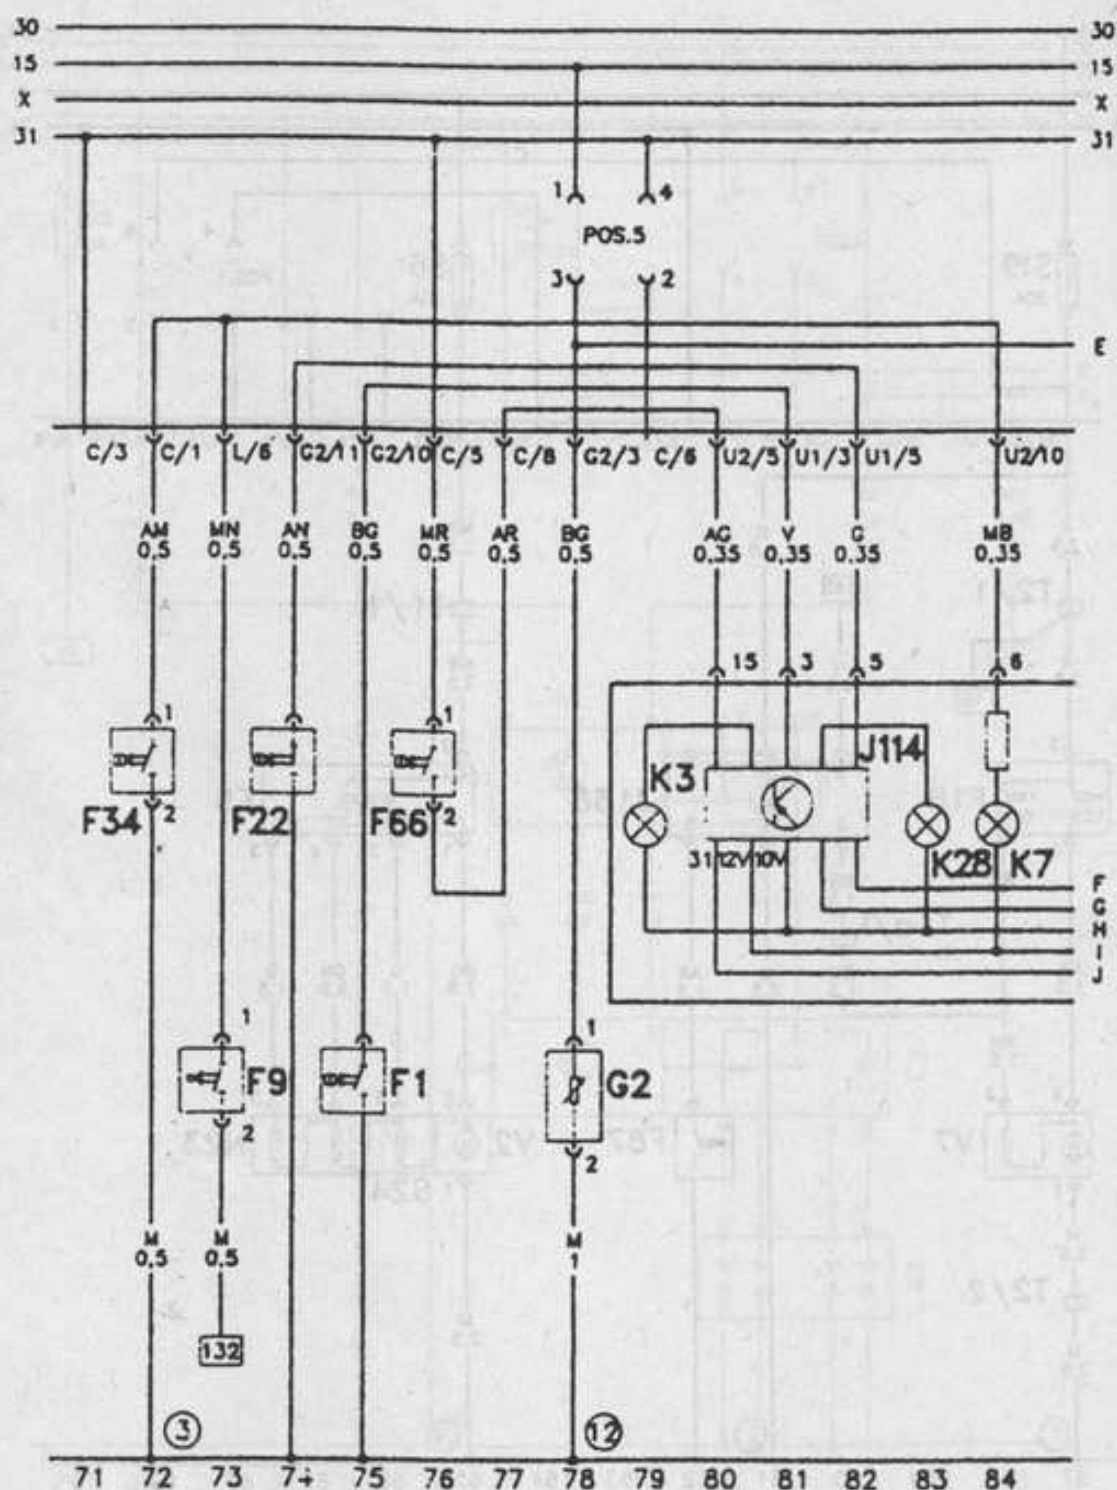 30 30
15 15
X X
31 31
1 4
POS.5
3 2
E
C/3 C/1 L/6 G2/11 G2/10 C/5 C/8 G2/3 C/6 U2/5 U1/3 U1/5 U2/10
AM MN AN BG MR AR BG AG V G MB
0,5 0,5 0,5 0,5 0,5 0,5 0,5 0,35 0,35 0,35 0,35
15 3 5 6
1 1
J114
K3
F34 2 F22 F66 2
K28 K7
31 12V 10V
F
G
H
I
J
1 1
F9 F1 G2
2 2
M M M
0,5 0,5 1
132
3 12
71 72 73 74 75 76 77 78 79 80 81 82 83 84